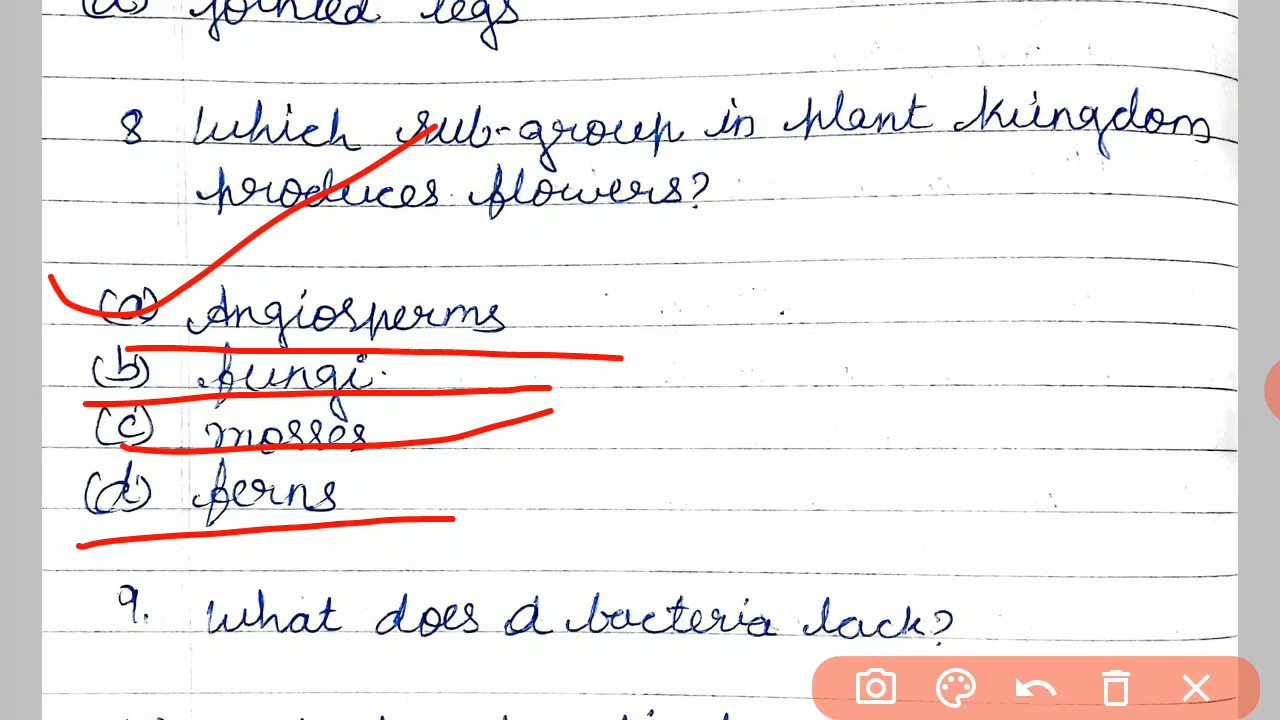 (d) jointed legs
8 Which sub-group in plant kingdom
produces flowers?
(a) Angiosperms
(b) fungi.
(c) mosses
(d) ferns
9. What does a bacteria lack?